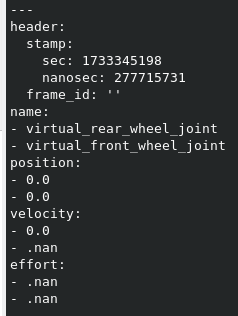 ---
header:
  stamp:
    sec: 1733345198
    nanosec: 277715731
  frame_id: ''
name:
- virtual_rear_wheel_joint
- virtual_front_wheel_joint
position:
- 0.0
- 0.0
velocity:
- 0.0
- .nan
effort:
- .nan
- .nan